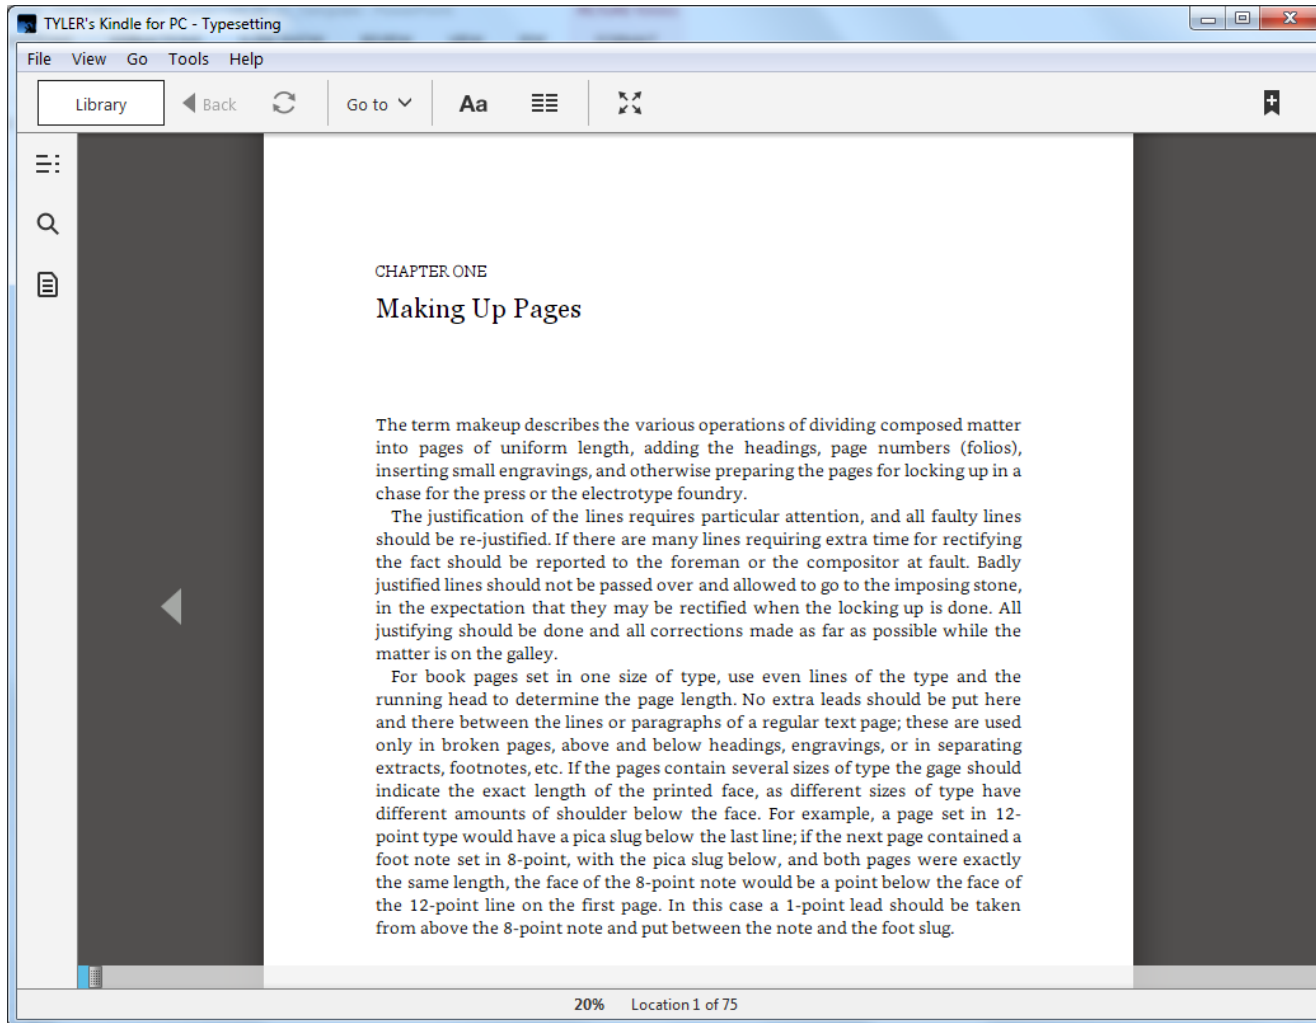 TYLER's Kindle for PC - Typesetting
File View Go Tools Help
Library Back Go to Aa
CHAPTER ONE
Making Up Pages
The term makeup describes the various operations of dividing composed matter
into pages of uniform length, adding the headings, page numbers (folios),
inserting small engravings, and otherwise preparing the pages for locking up in a
chase for the press or the electrotype foundry.
The justification of the lines requires particular attention, and all faulty lines
should be re-justified. If there are many lines requiring extra time for rectifying
the fact should be reported to the foreman or the compositor at fault. Badly
justified lines should not be passed over and allowed to go to the imposing stone,
in the expectation that they may be rectified when the locking up is done. All
justifying should be done and all corrections made as far as possible while the
matter is on the galley.
For book pages set in one size of type, use even lines of the type and the
running head to determine the page length. No extra leads should be put here
and there between the lines or paragraphs of a regular text page; these are used
only in broken pages, above and below headings, engravings, or in separating
extracts, footnotes, etc. If the pages contain several sizes of type the gage should
indicate the exact length of the printed face, as different sizes of type have
different amounts of shoulder below the face. For example, a page set in 12-
point type would have a pica slug below the last line; if the next page contained a
foot note set in 8-point, with the pica slug below, and both pages were exactly
the same length, the face of the 8-point note would be a point below the face of
the 12-point line on the first page. In this case a 1-point lead should be taken
from above the 8-point note and put between the note and the foot slug.
20% Location 1 of 75